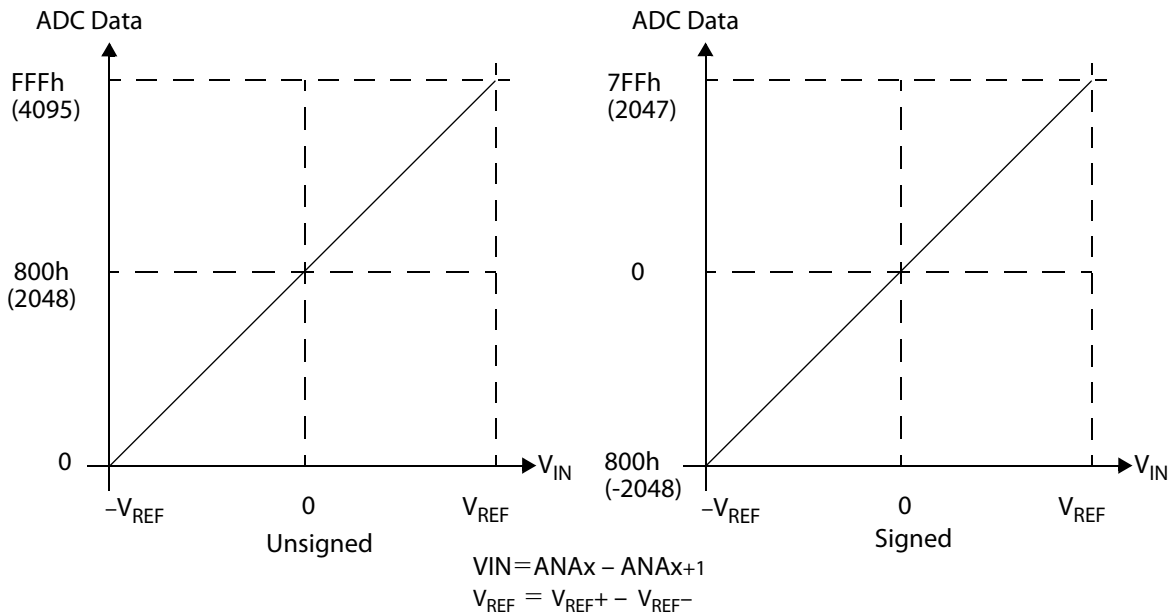 ADC Data
FFFh
(4095)
800h
(2048)
0
–VREF
0
VREF
VIN
Unsigned
ADC Data
7FFh
(2047)
0
800h
(-2048)
–VREF
0
VREF
VIN
Signed
VIN=ANAx – ANAx+1
VREF = VREF+ – VREF–